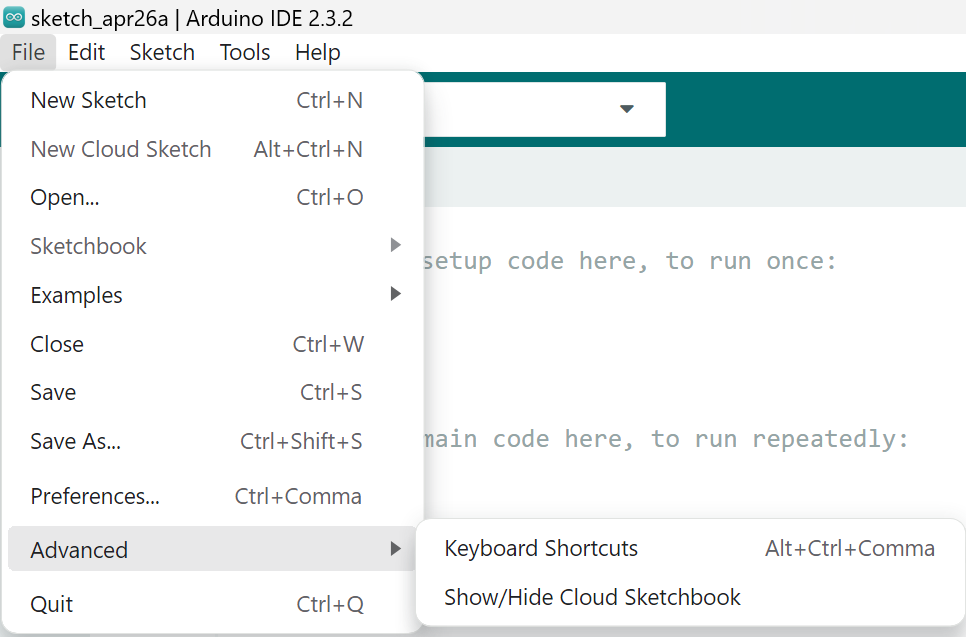 sketch_apr26a | Arduino IDE 2.3.2
File Edit Sketch Tools Help
New Sketch Ctrl+N
New Cloud Sketch Alt+Ctrl+N
Open... Ctrl+O
Sketchbook
setup code here, to run once:
Examples
Close Ctrl+W
Save Ctrl+S
Save As... Ctrl+Shift+S
main code here, to run repeatedly:
Preferences... Ctrl+Comma
Advanced
Keyboard Shortcuts Alt+Ctrl+Comma
Show/Hide Cloud Sketchbook
Quit Ctrl+Q